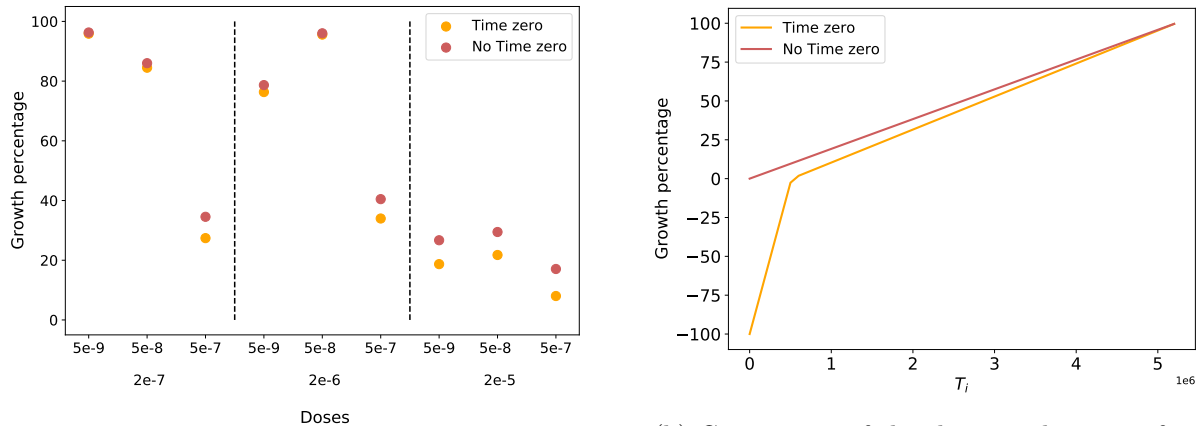 100
80
60
40
20
0
Growth percentage
Time zero
No Time zero
5e-9 5e-8 5e-7 5e-9 5e-8 5e-7 5e-9 5e-8 5e-7
2e-7 2e-6 2e-5
Doses
100
75
50
25
0
−25
−50
−75
−100
Growth percentage
Time zero
No Time zero
0 1 2 3 4 5
1e6
T_i